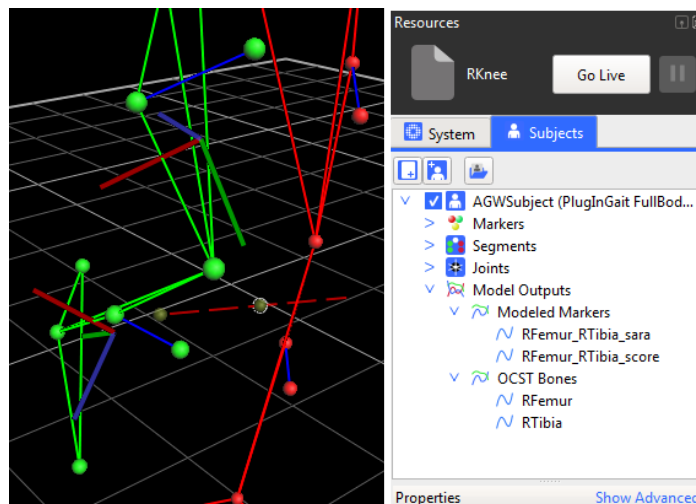 Resources
RKnee
Go Live
System
Subjects
AGWSubject (PlugInGait FullBod...
Markers
Segments
Joints
Model Outputs
Modeled Markers
RFemur_RTibia_sara
RFemur_RTibia_score
OCST Bones
RFemur
RTibia
Properties
Show Advanced